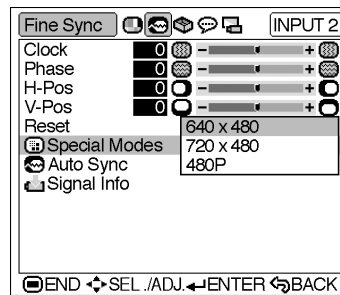 Fine Sync INPUT 2
Clock 0 - +
Phase 0 - +
H-Pos 0 - +
V-Pos 0 - +
Reset 640 x 480
Special Modes 720 x 480
Auto Sync 480P
Signal Info
END SEL./ADJ. ENTER BACK